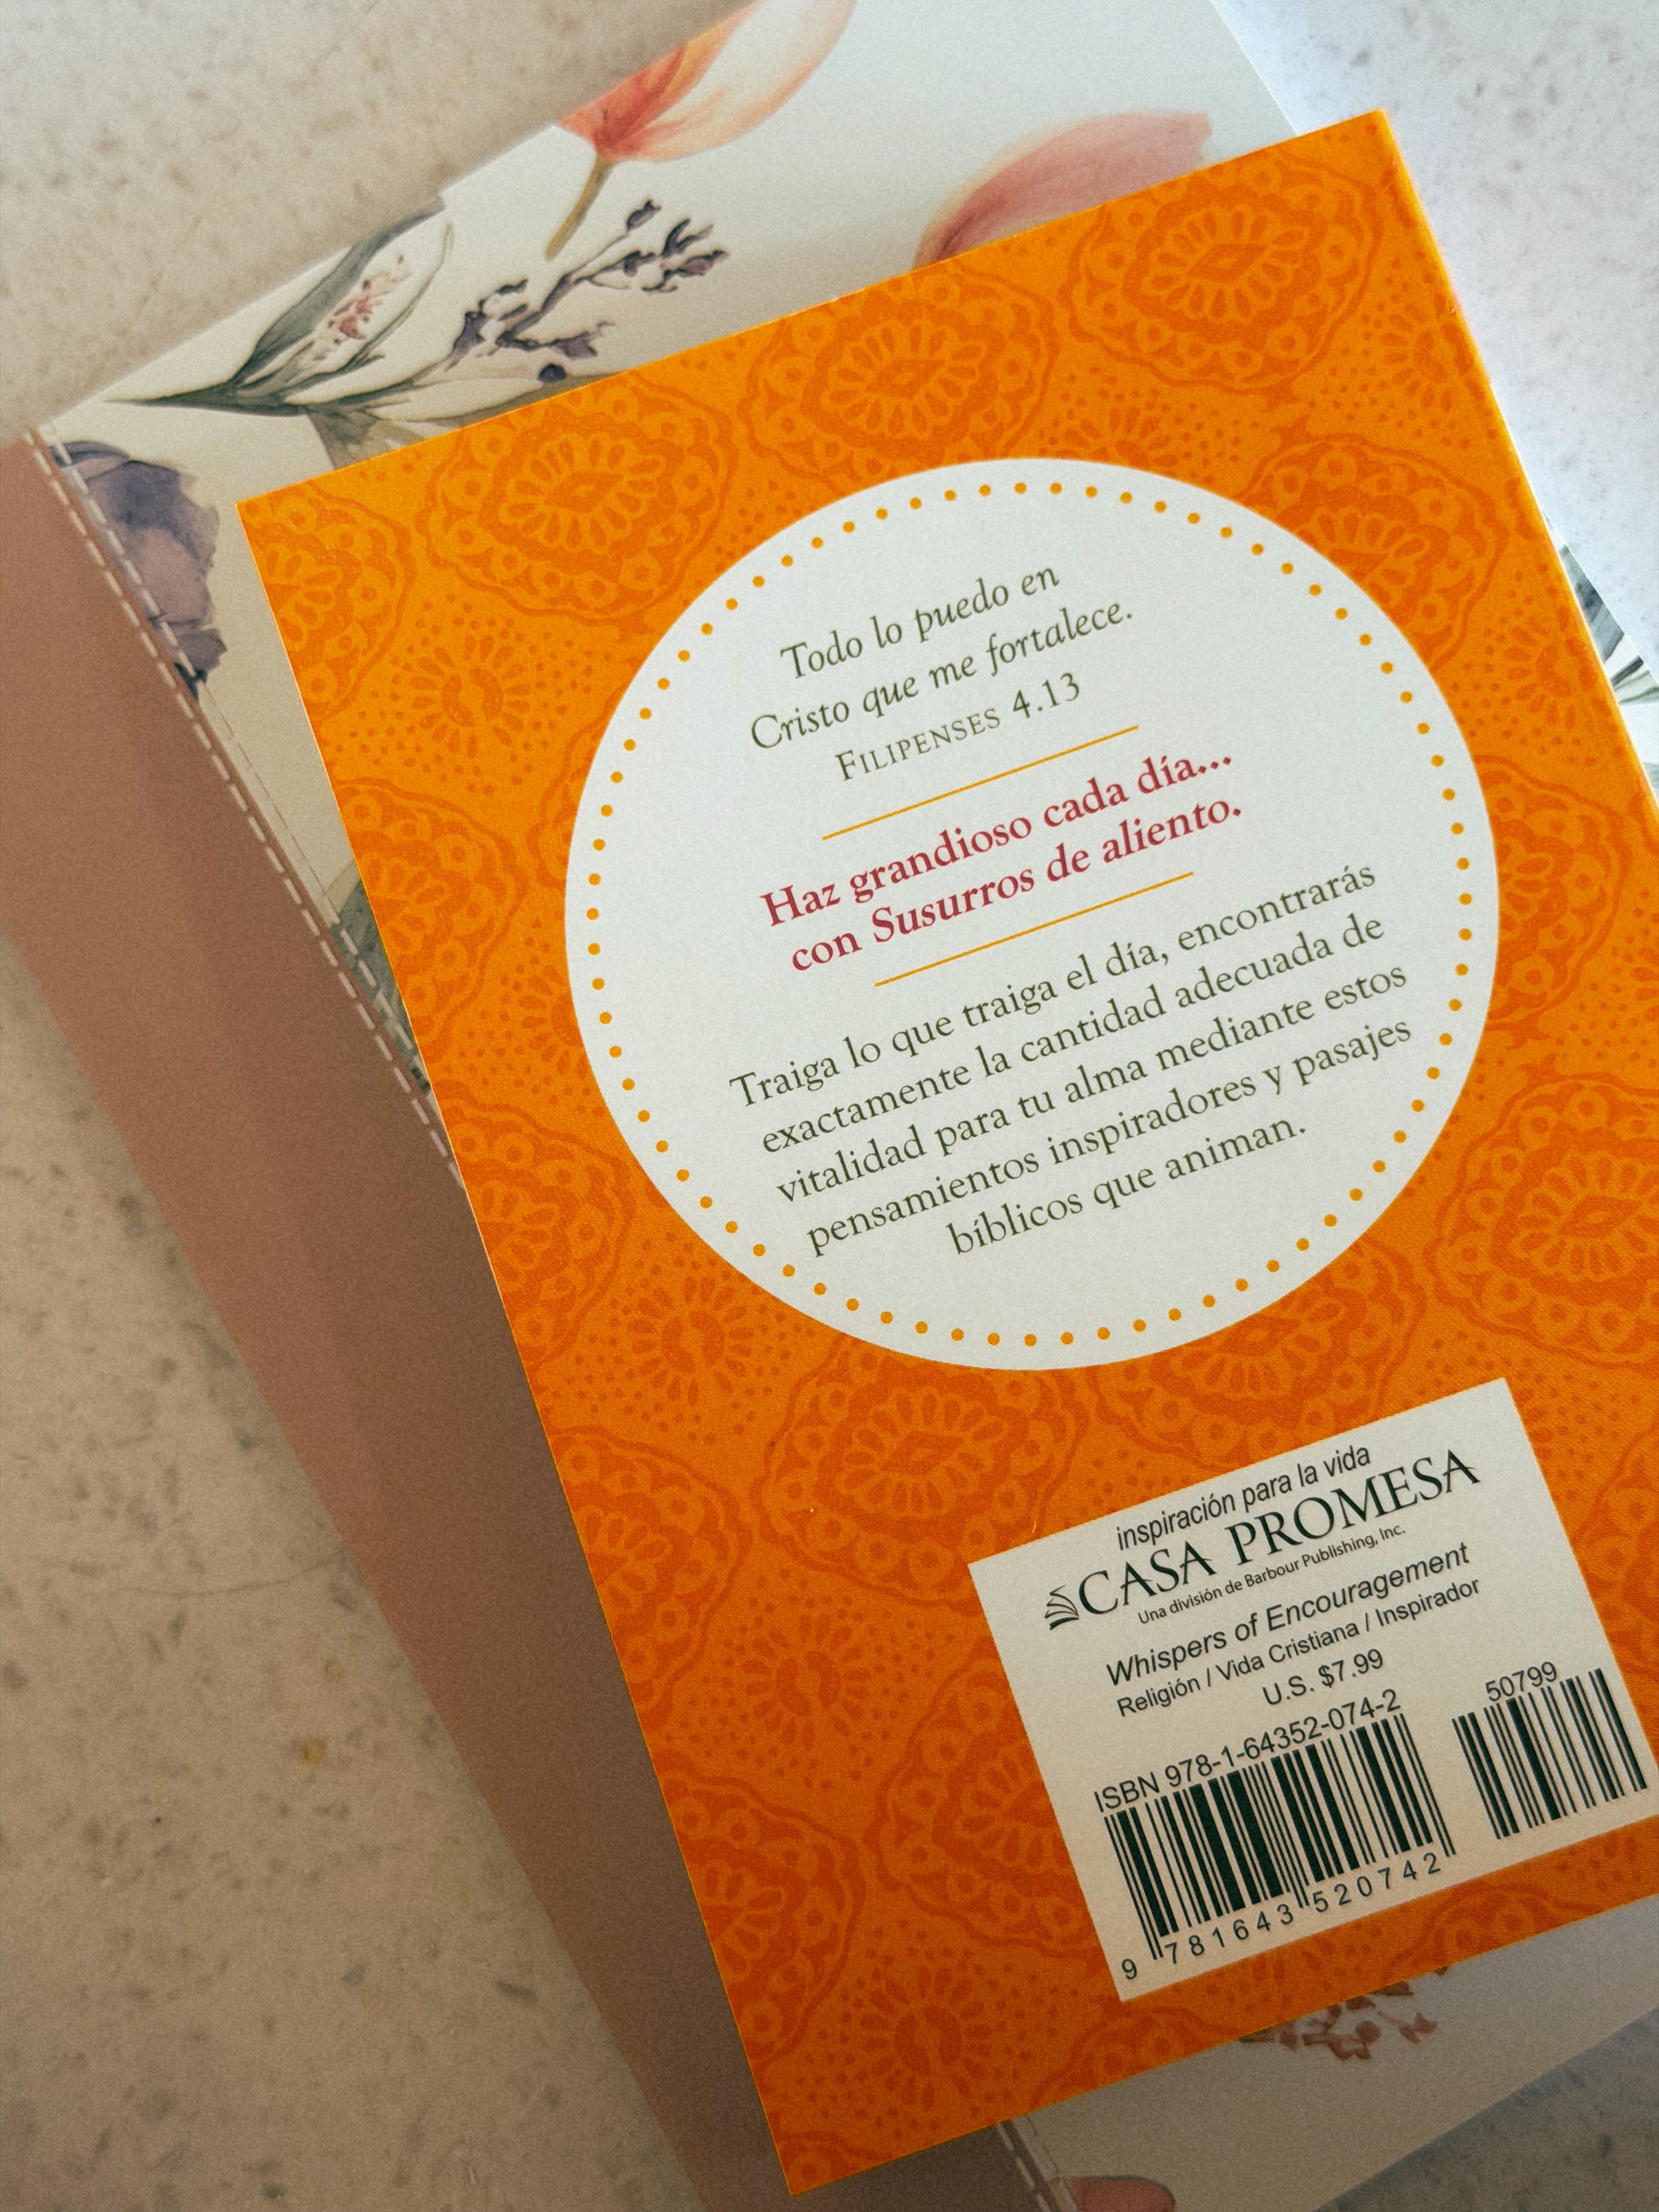 Todo lo puedo en
Cristo que me fortalece.
FILIPENSES 4.13
Haz grandioso cada día...
con Susurros de aliento.
Traiga lo que traiga el día, encontrarás
exactamente la cantidad adecuada de
vitalidad para tu alma mediante estos
pensamientos inspiradores y pasajes
bíblicos que animan.
inspiración para la vida
CASA PROMESA
Una división de Barbour Publishing, Inc.
Whispers of Encouragement
Religión / Vida Cristiana / Inspirador
U.S. $7.99
ISBN 978-1-64352-074-2
50799
9 781643 520742